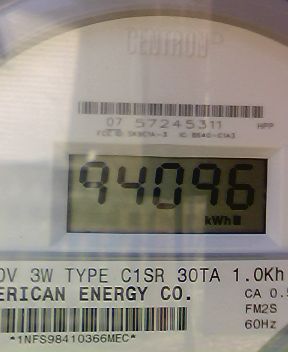 CENTRON
07 57245311 HPP
94096
kWh
0V 3W TYPE C1SR 30TA 1.0Kh
ERICAN ENERGY CO. CA 0.5
FM2S
*1NFS98410366MEC* 60Hz